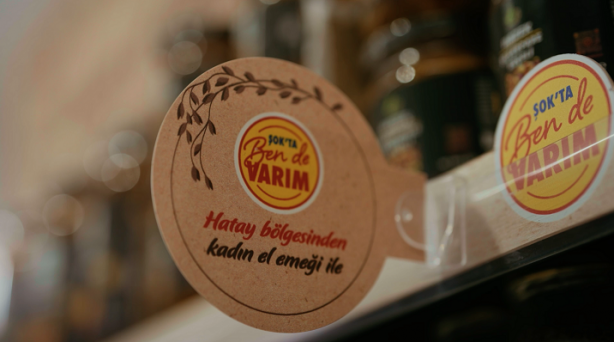 ŞOK'TA
Ben de
VARIM
Hatay bölgesinden
kadın el emeği ile
ŞOK'TA
Ben de
VARIM